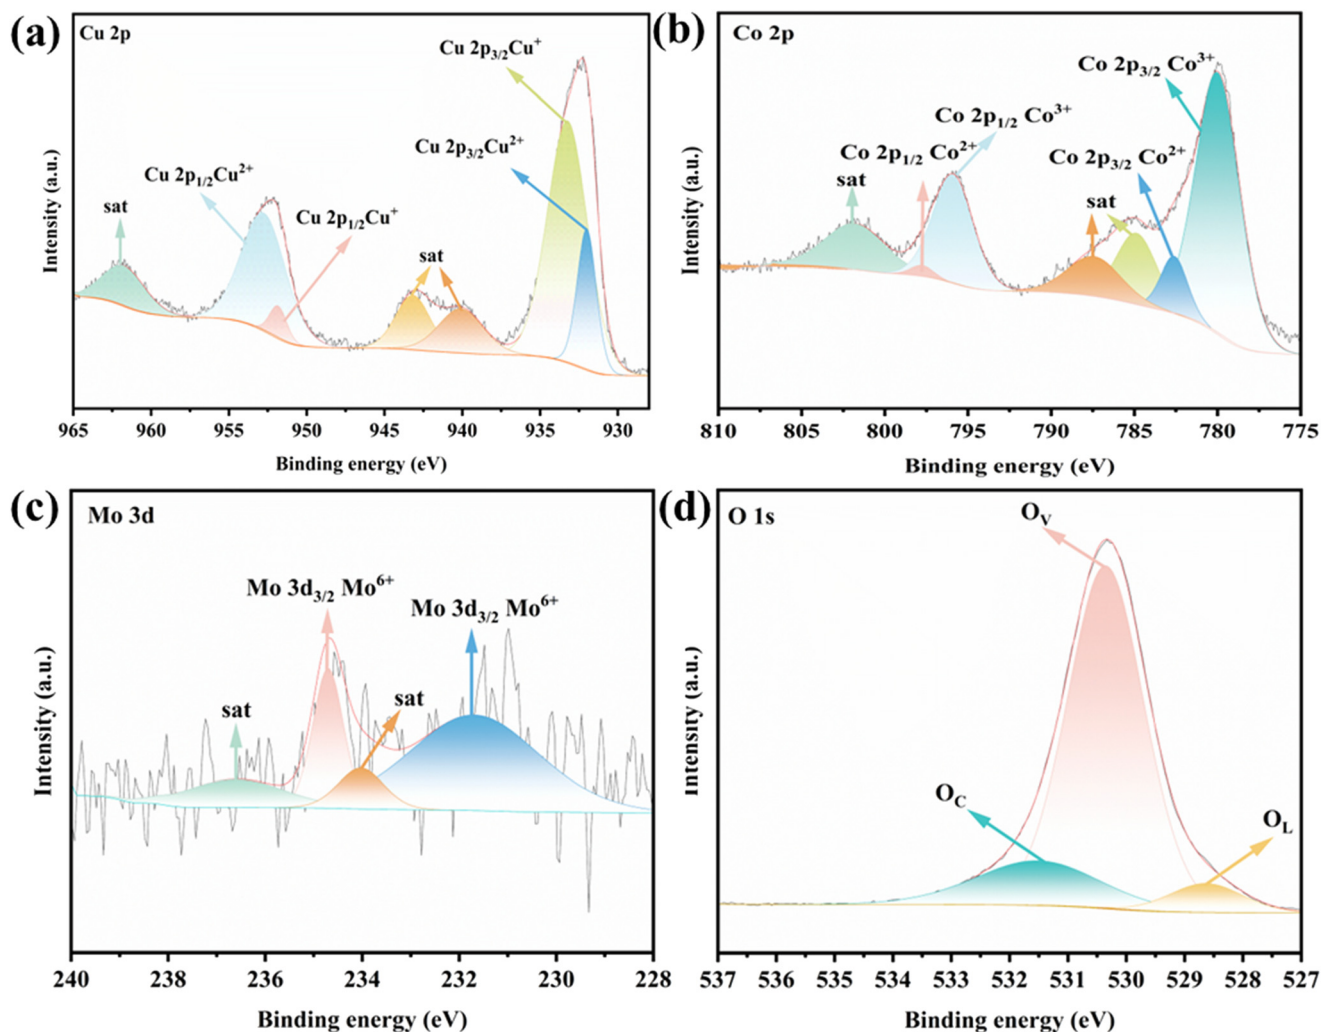 (a)
Cu 2p
Cu 2p3/2Cu+
Cu 2p3/2Cu2+
Cu 2p1/2Cu2+
Cu 2p1/2Cu+
sat
sat
Intensity (a.u.)
965 960 955 950 945 940 935 930
Binding energy (eV)
(b)
Co 2p
Co 2p3/2 Co3+
Co 2p1/2 Co3+
Co 2p1/2 Co2+
Co 2p3/2 Co2+
sat
sat
Intensity (a.u.)
810 805 800 795 790 785 780 775
Binding energy (eV)
(c)
Mo 3d
Mo 3d3/2 Mo6+
Mo 3d3/2 Mo6+
sat
sat
Intensity (a.u.)
240 238 236 234 232 230 228
Binding energy (eV)
(d)
O 1s
OV
OC
OL
Intensity (a.u.)
537 536 535 534 533 532 531 530 529 528 527
Binding energy (eV)